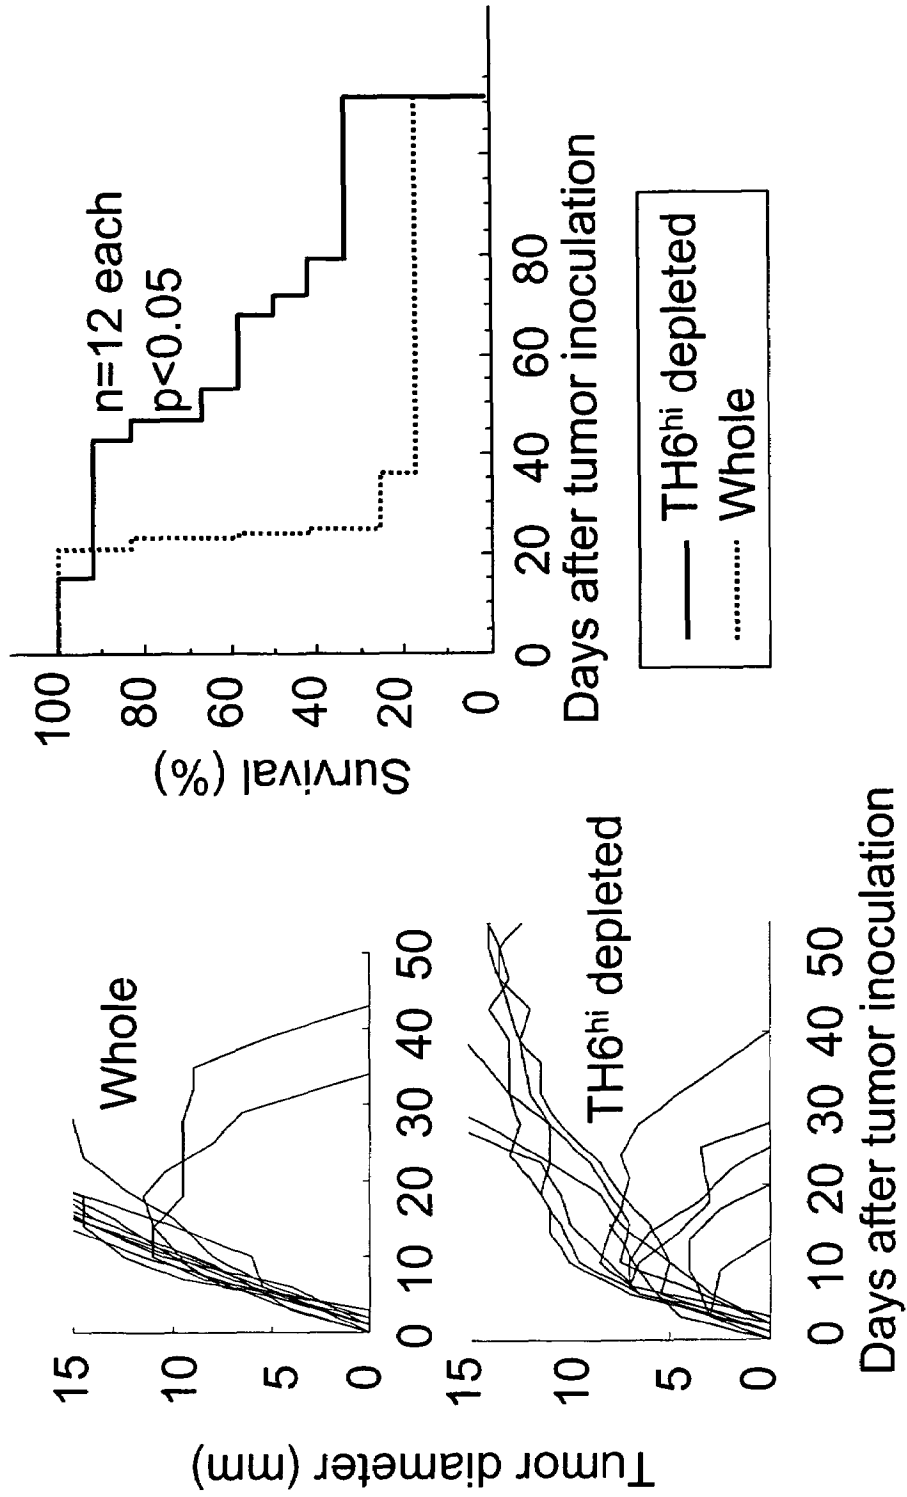 Tumor diameter (mm)
15
10
5
0
Whole
0 10 20 30 40 50
15
10
5
0
TH6hi depleted
0 10 20 30 40 50
Days after tumor inoculation
Survival (%)
100
80
60
40
20
0
n=12 each
p<0.05
0 20 40 60 80
Days after tumor inoculation
TH6hi depleted
Whole